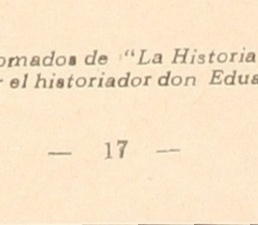 omados de "La Historia
el historiador don Edua
— 17 —